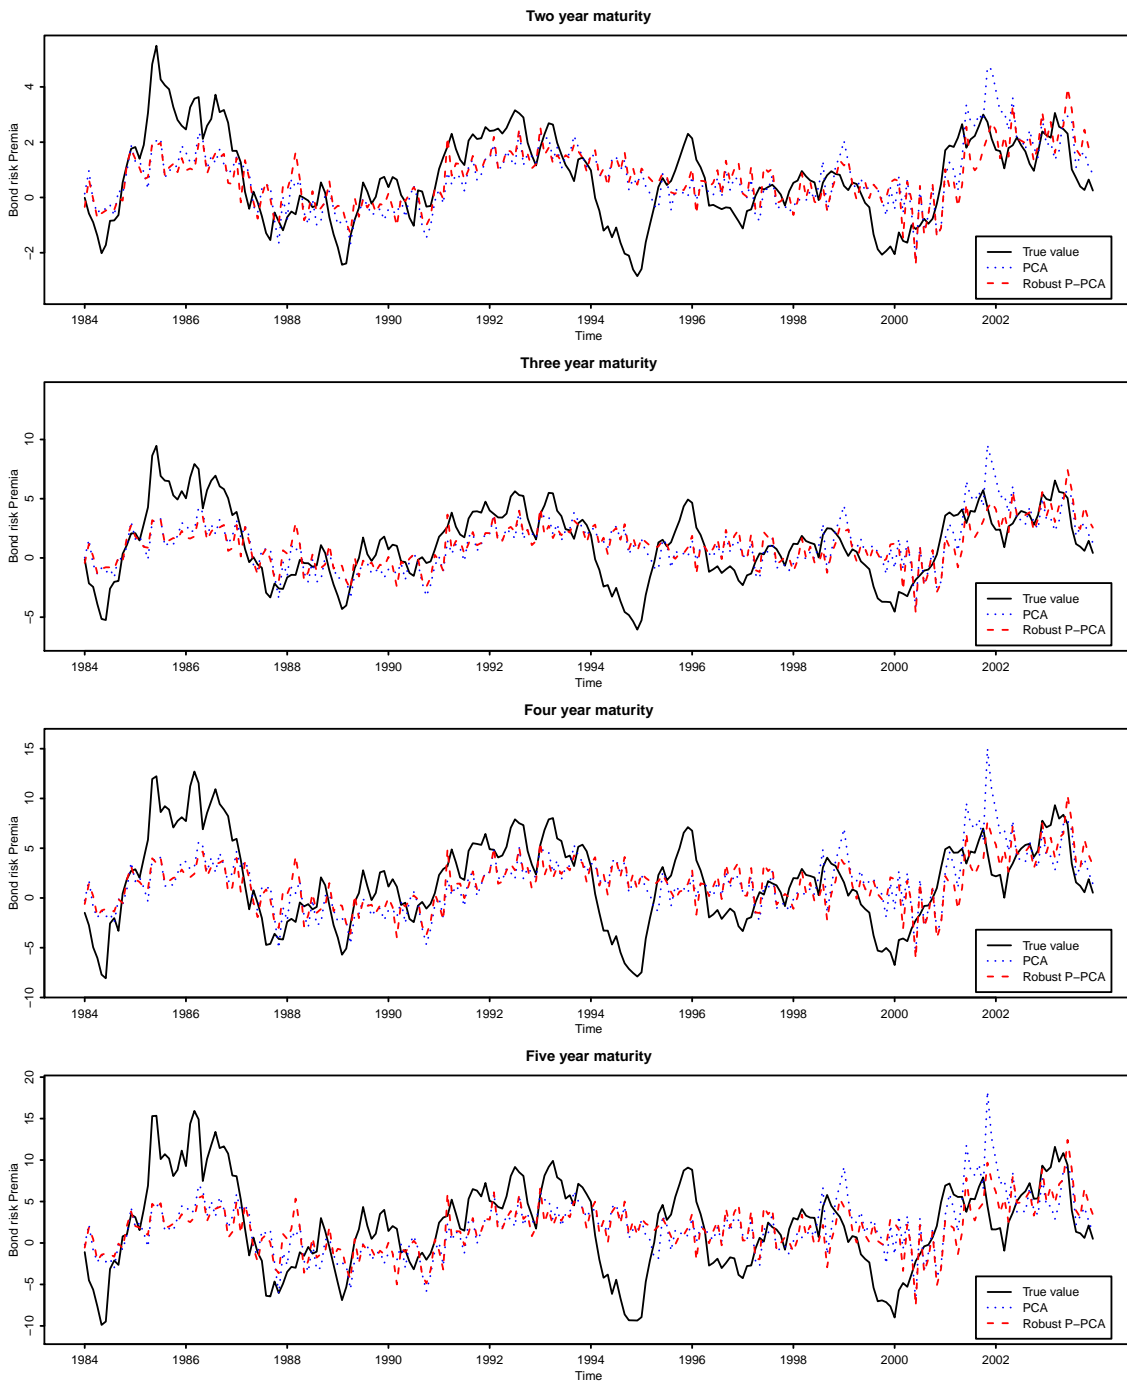 Two year maturity
Bond risk Premia
4
2
0
−2
True value
PCA
Robust P−PCA
1984 1986 1988 1990 1992 1994 1996 1998 2000 2002
Time
Three year maturity
Bond risk Premia
10
5
0
−5
True value
PCA
Robust P−PCA
1984 1986 1988 1990 1992 1994 1996 1998 2000 2002
Time
Four year maturity
Bond risk Premia
15
10
5
0
−5
−10
True value
PCA
Robust P−PCA
1984 1986 1988 1990 1992 1994 1996 1998 2000 2002
Time
Five year maturity
Bond risk Premia
20
15
10
5
0
−5
−10
True value
PCA
Robust P−PCA
1984 1986 1988 1990 1992 1994 1996 1998 2000 2002
Time